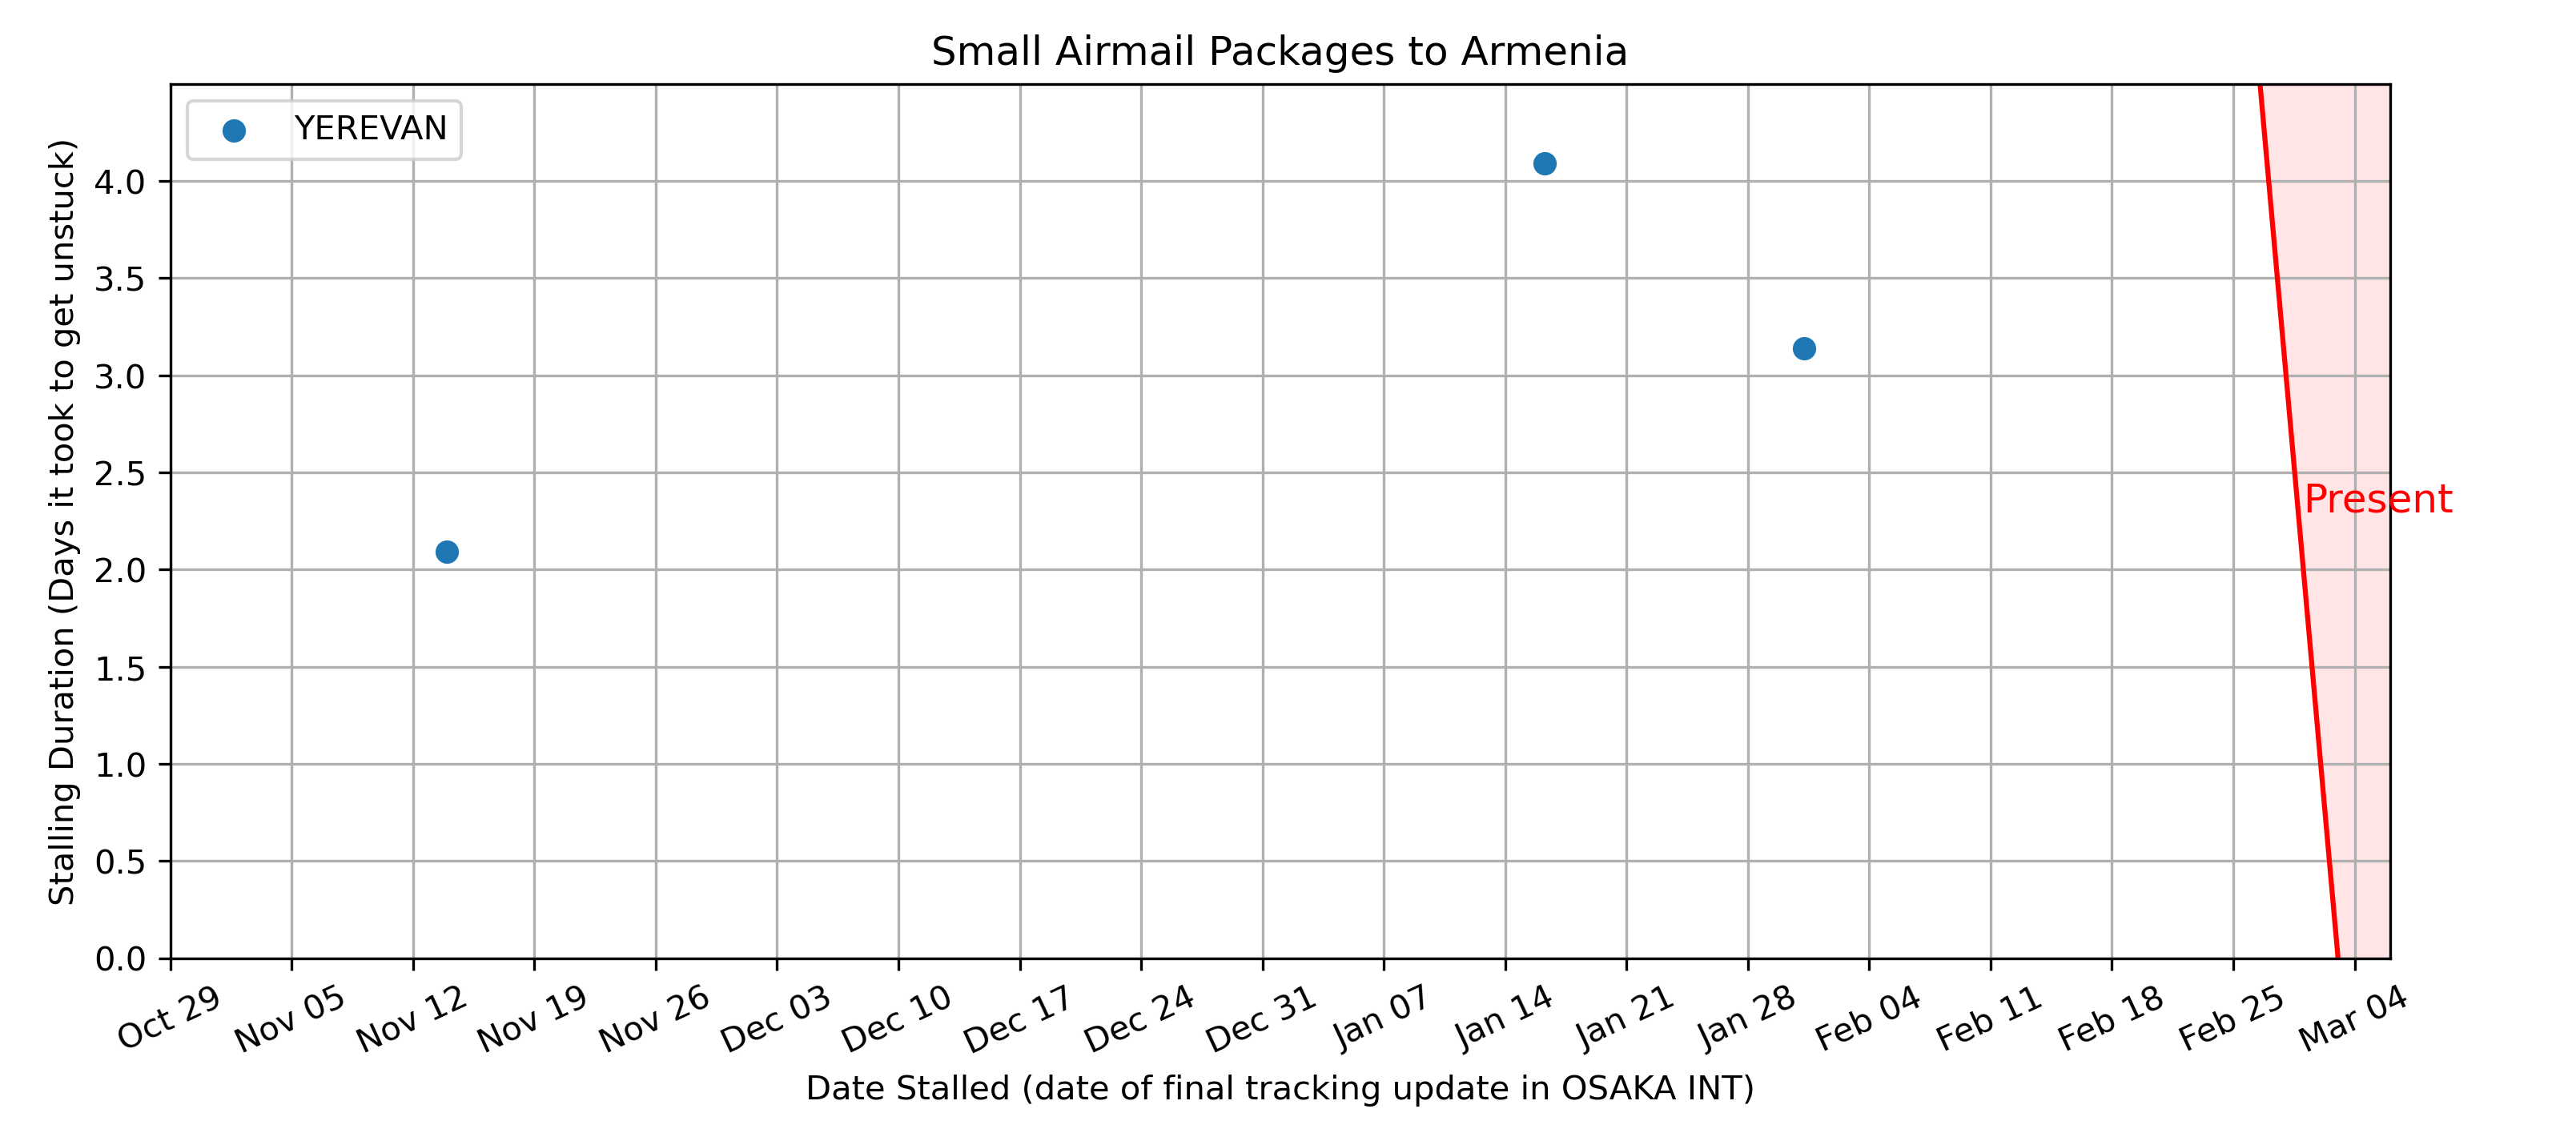 Small Airmail Packages to Armenia
YEREVAN
Stalling Duration (Days it took to get unstuck)
4.0
3.5
3.0
2.5
2.0
1.5
1.0
0.5
0.0
Present
Oct 29 Nov 05 Nov 12 Nov 19 Nov 26 Dec 03 Dec 10 Dec 17 Dec 24 Dec 31 Jan 07 Jan 14 Jan 21 Jan 28 Feb 04 Feb 11 Feb 18 Feb 25 Mar 04
Date Stalled (date of final tracking update in OSAKA INT)